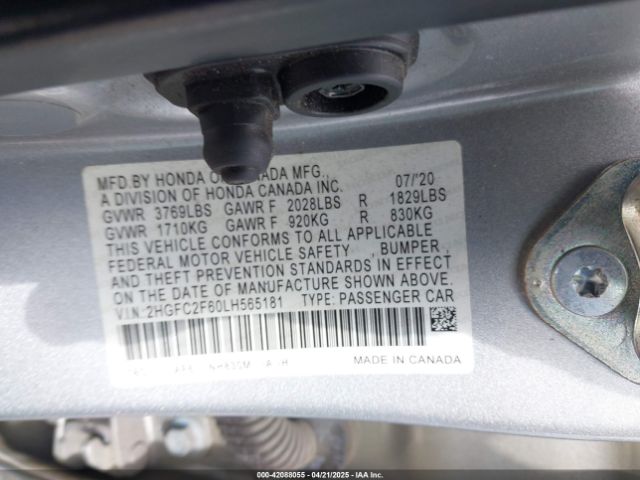 MFD.BY HONDA OF CANADA MFG.,
A DIVISION OF HONDA CANADA INC. 07/'20
GVWR 3769LBS GAWR F 2028LBS R 1829LBS
GVWR 1710KG GAWR F 920KG R 830KG
THIS VEHICLE CONFORMS TO ALL APPLICABLE
FEDERAL MOTOR VEHICLE SAFETY , BUMPER,
AND THEFT PREVENTION STANDARDS IN EFFECT
ON THE DATE OF MANUFACTURE SHOWN ABOVE.
VIN: 2HGFC2F60LH565181 TYPE: PASSENGER CAR
MADE IN CANADA
000-42088055 - 04/21/2025 - IAAI.com